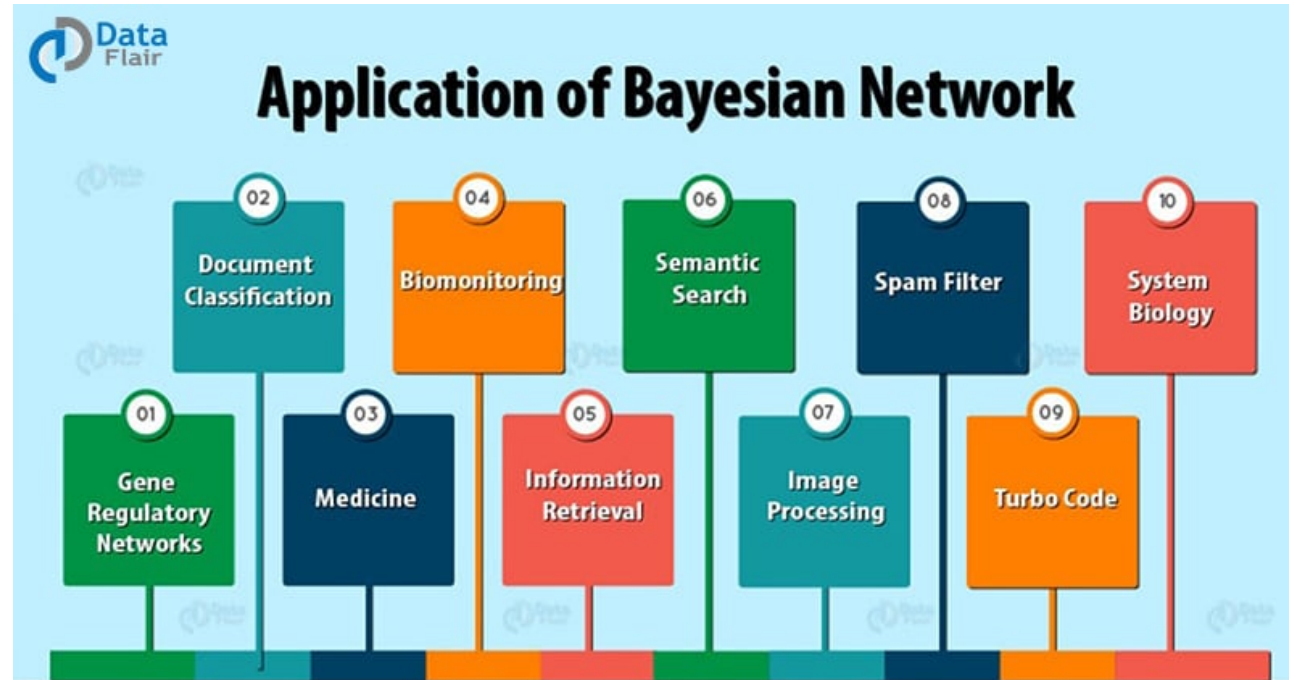 Data
Flair
Application of Bayesian Network
01
Gene
Regulatory
Networks
02
Document
Classification
03
Medicine
04
Biomonitoring
05
Information
Retrieval
06
Semantic
Search
07
Image
Processing
08
Spam Filter
09
Turbo Code
10
System
Biology